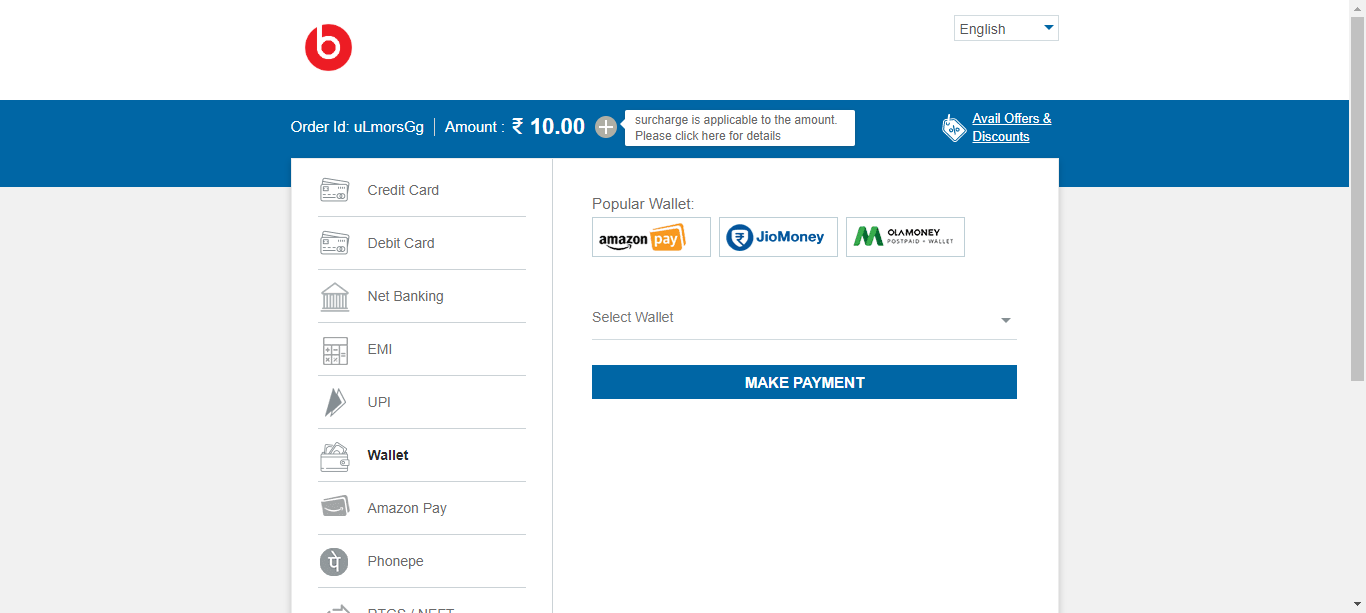 b
English
Order Id: uLmorsGg | Amount : ₹ 10.00
surcharge is applicable to the amount.
Please click here for details
Avail Offers &
Discounts
Credit Card
Debit Card
Net Banking
EMI
UPI
Wallet
Amazon Pay
Phonepe
RTGS / NEFT
Popular Wallet:
amazon pay
JioMoney
OLAMONEY
POSTPAID + WALLET
Select Wallet
MAKE PAYMENT